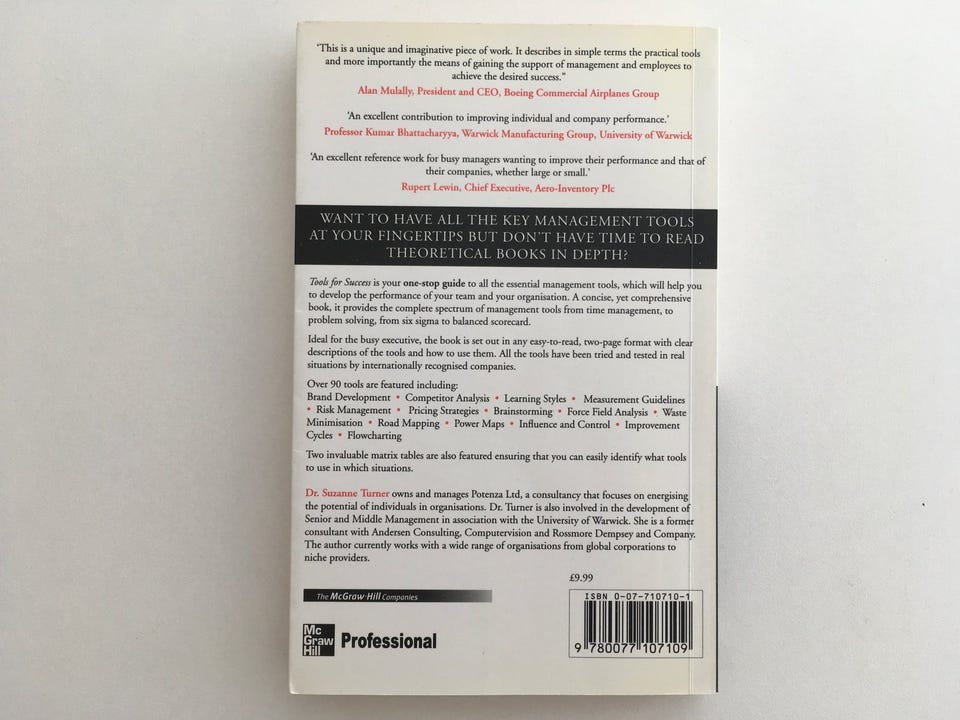 'This is a unique and imaginative piece of work. It describes in simple terms the practical tools
and more importantly the means of gaining the support of management and employees to
achieve the desired success.”
Alan Mulally, President and CEO, Boeing Commercial Airplanes Group
'An excellent contribution to improving individual and company performance.'
Professor Kumar Bhattacharyya, Warwick Manufacturing Group, University of Warwick
'An excellent reference work for busy managers wanting to improve their performance and that of
their companies, whether large or small.'
Rupert Lewin, Chief Executive, Aero-Inventory Plc
WANT TO HAVE ALL THE KEY MANAGEMENT TOOLS
AT YOUR FINGERTIPS BUT DON'T HAVE TIME TO READ
THEORETICAL BOOKS IN DEPTH?
Tools for Success is your one-stop guide to all the essential management tools, which will help you
to develop the performance of your team and your organisation. A concise, yet comprehensive
book, it provides the complete spectrum of management tools from time management, to
problem solving, from six sigma to balanced scorecard.
Ideal for the busy executive, the book is set out in any easy-to-read, two-page format with clear
descriptions of the tools and how to use them. All the tools have been tried and tested in real
situations by internationally recognised companies.
Over 90 tools are featured including:
Brand Development • Competitor Analysis • Learning Styles • Measurement Guidelines
• Risk Management • Pricing Strategies • Brainstorming • Force Field Analysis • Waste
Minimisation • Road Mapping • Power Maps • Influence and Control • Improvement
Cycles • Flowcharting
Two invaluable matrix tables are also featured ensuring that you can easily identify what tools
to use in which situations.
Dr. Suzanne Turner owns and manages Potenza Ltd, a consultancy that focuses on energising
the potential of individuals in organisations. Dr. Turner is also involved in the development of
Senior and Middle Management in association with the University of Warwick. She is a former
consultant with Andersen Consulting, Computervision and Rossmore Dempsey and Company.
The author currently works with a wide range of organisations from global corporations to
niche providers.
£9.99
The McGraw·Hill Companies
ISBN 0-07-710710-1
Mc
Graw
Hill
Professional
9 780077 107109